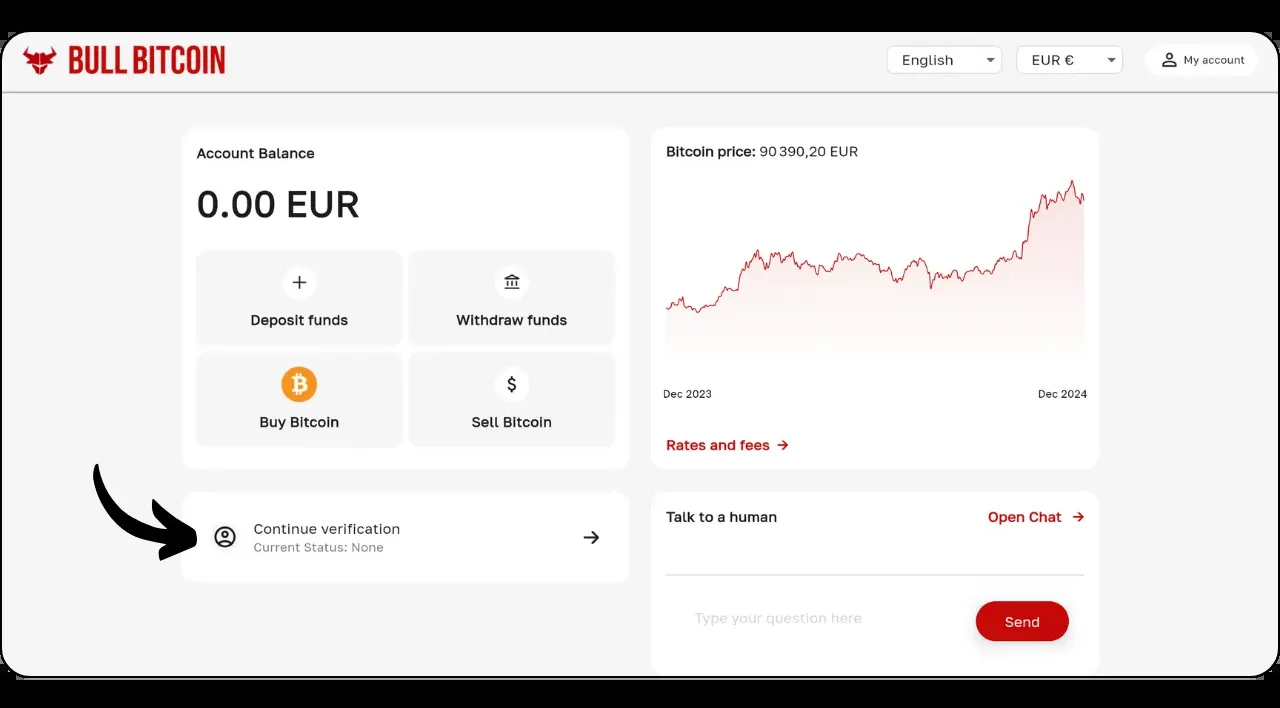 BULL BITCOIN
English
EUR €
My account
Account Balance
0.00 EUR
Deposit funds
Withdraw funds
Buy Bitcoin
$
Sell Bitcoin
Continue verification
Current Status: None
Bitcoin price: 90 390,20 EUR
Dec 2023
Dec 2024
Rates and fees
Talk to a human
Open Chat
Type your question here
Send